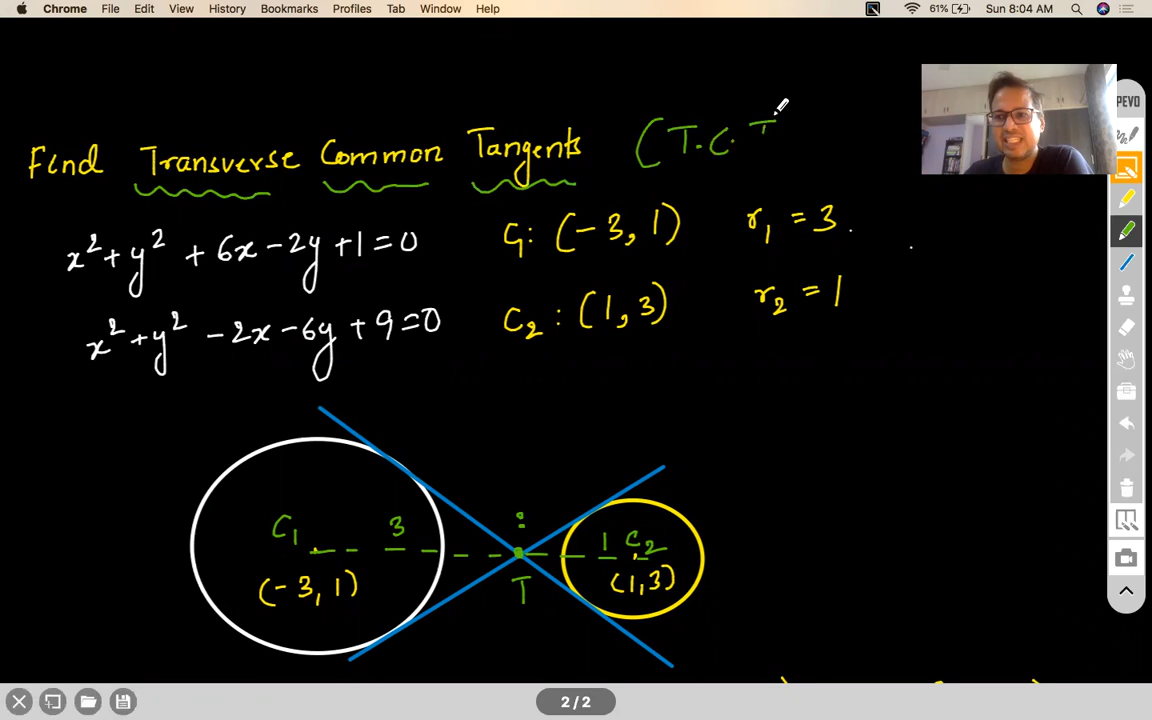 Chrome File Edit View History Bookmarks Profiles Tab Window Help 61% Sun 8:04 AM
IPEVO
Find Transverse Common Tangents (T.C.T
x²+y² + 6x - 2y + 1 = 0 C₁: (-3, 1) r₁ = 3
x²+y² - 2x - 6y + 9 = 0 C₂ : (1, 3) r₂ = 1
C₁ 3 : 1 C₂
(-3, 1) T (1, 3)
2 / 2